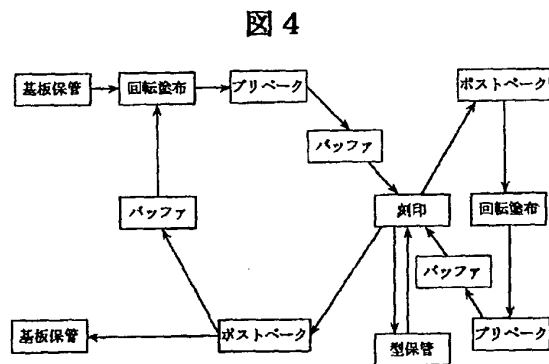 図4
基板保管
回転塗布
プリベーク
ポストベーク
バッファ
バッファ
刻印
回転塗布
バッファ
基板保管
ポストベーク
型保管
プリベーク